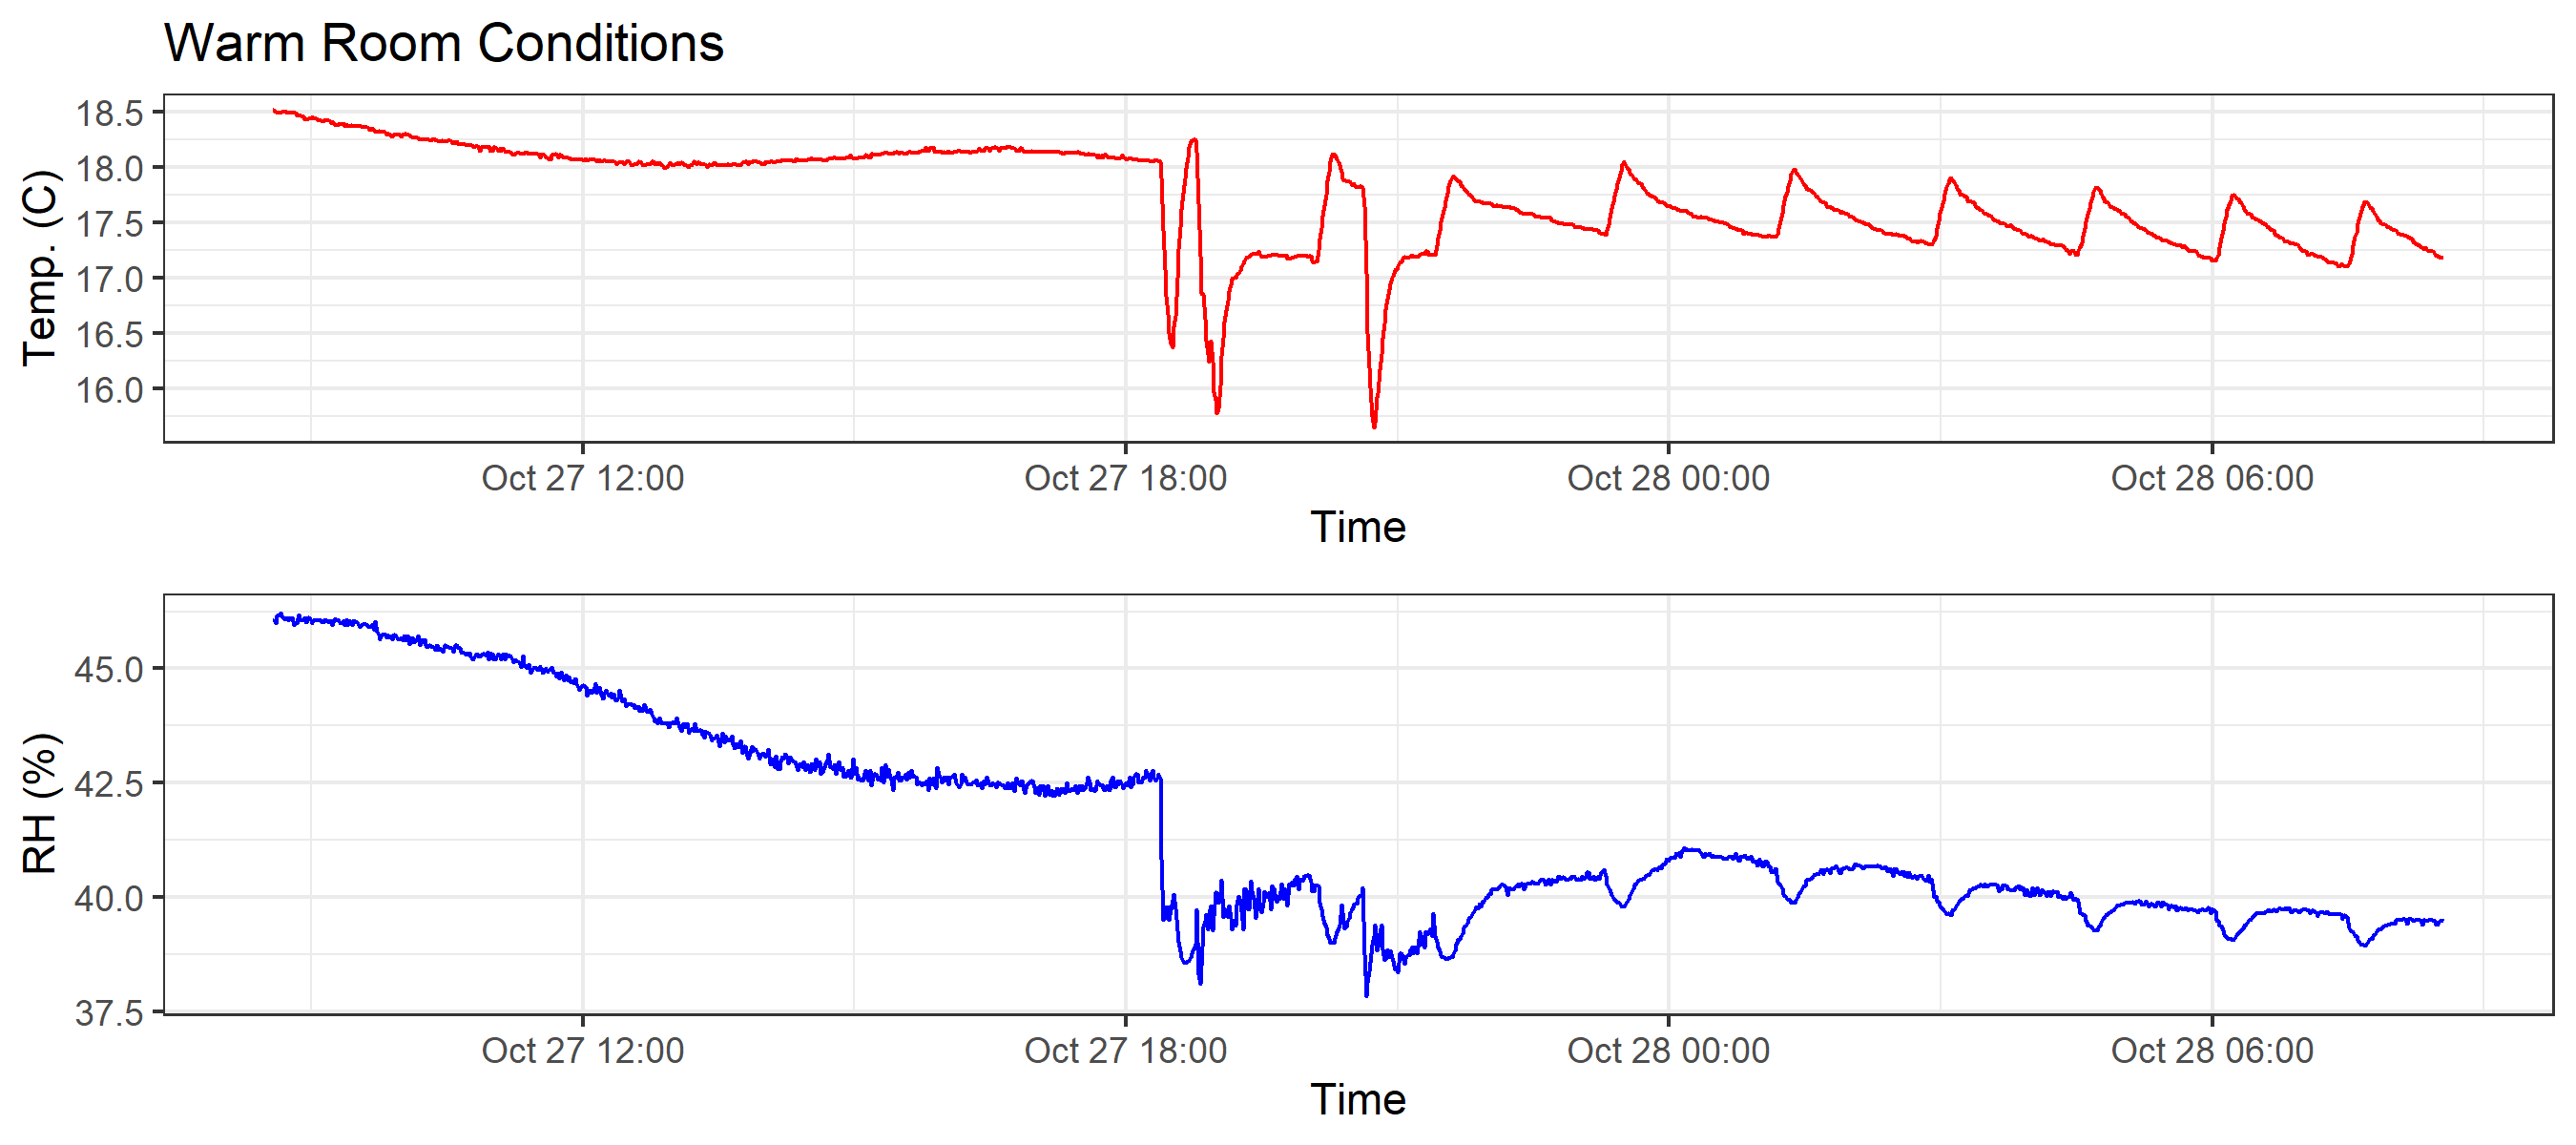 Warm Room Conditions
Temp. (C)
18.5
18.0
17.5
17.0
16.5
16.0
Oct 27 12:00 Oct 27 18:00 Oct 28 00:00 Oct 28 06:00
Time
RH (%)
45.0
42.5
40.0
37.5
Oct 27 12:00 Oct 27 18:00 Oct 28 00:00 Oct 28 06:00
Time